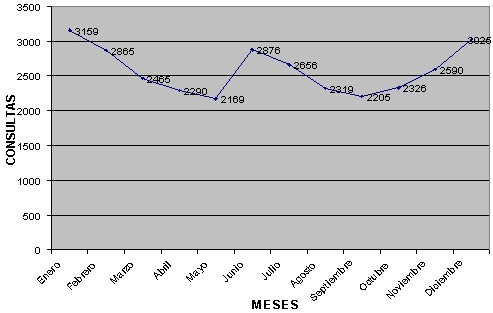 3500
3000
2500
2000
1500
1000
500
0
CONSULTAS
3159
2865
2465
2290
2169
2876
2656
2319
2205
2326
2590
3025
Enero
Febrero
Marzo
Abril
Mayo
Junio
Julio
Agosto
Septiembre
Octubre
Noviembre
Diciembre
MESES